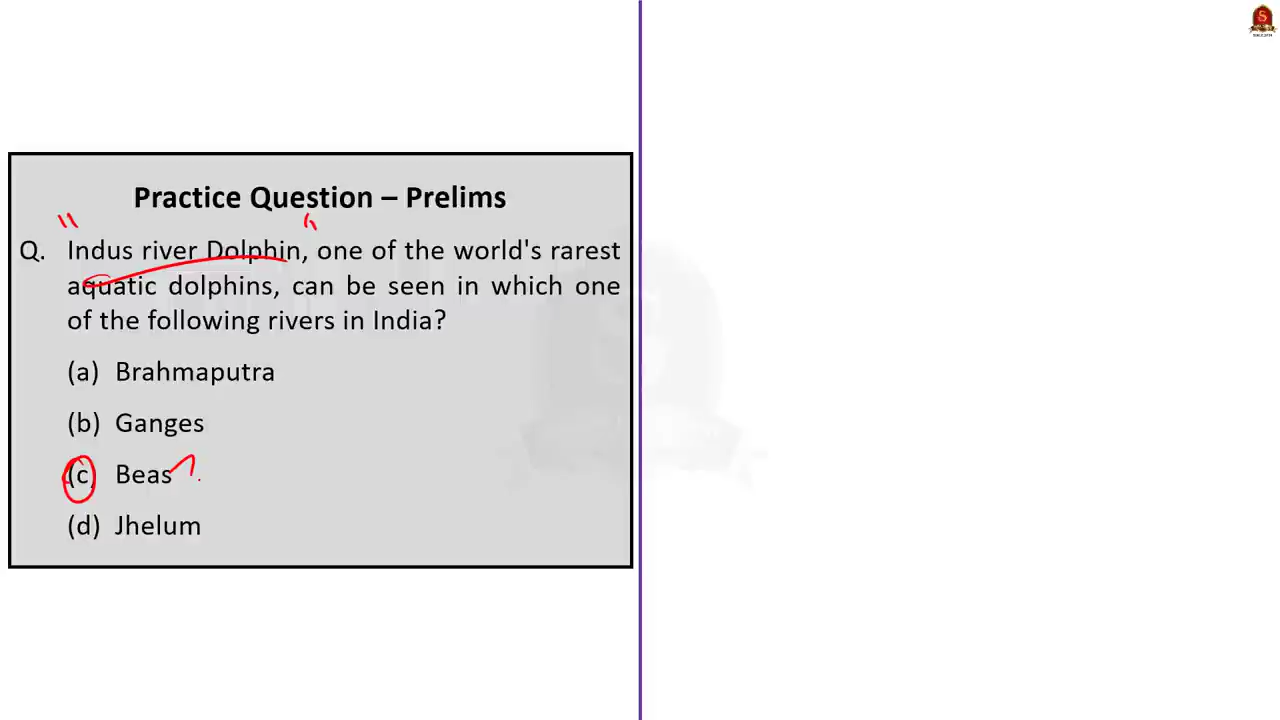 Practice Question – Prelims
Q. Indus river Dolphin, one of the world's rarest
aquatic dolphins, can be seen in which one
of the following rivers in India?
(a) Brahmaputra
(b) Ganges
(c) Beas
(d) Jhelum